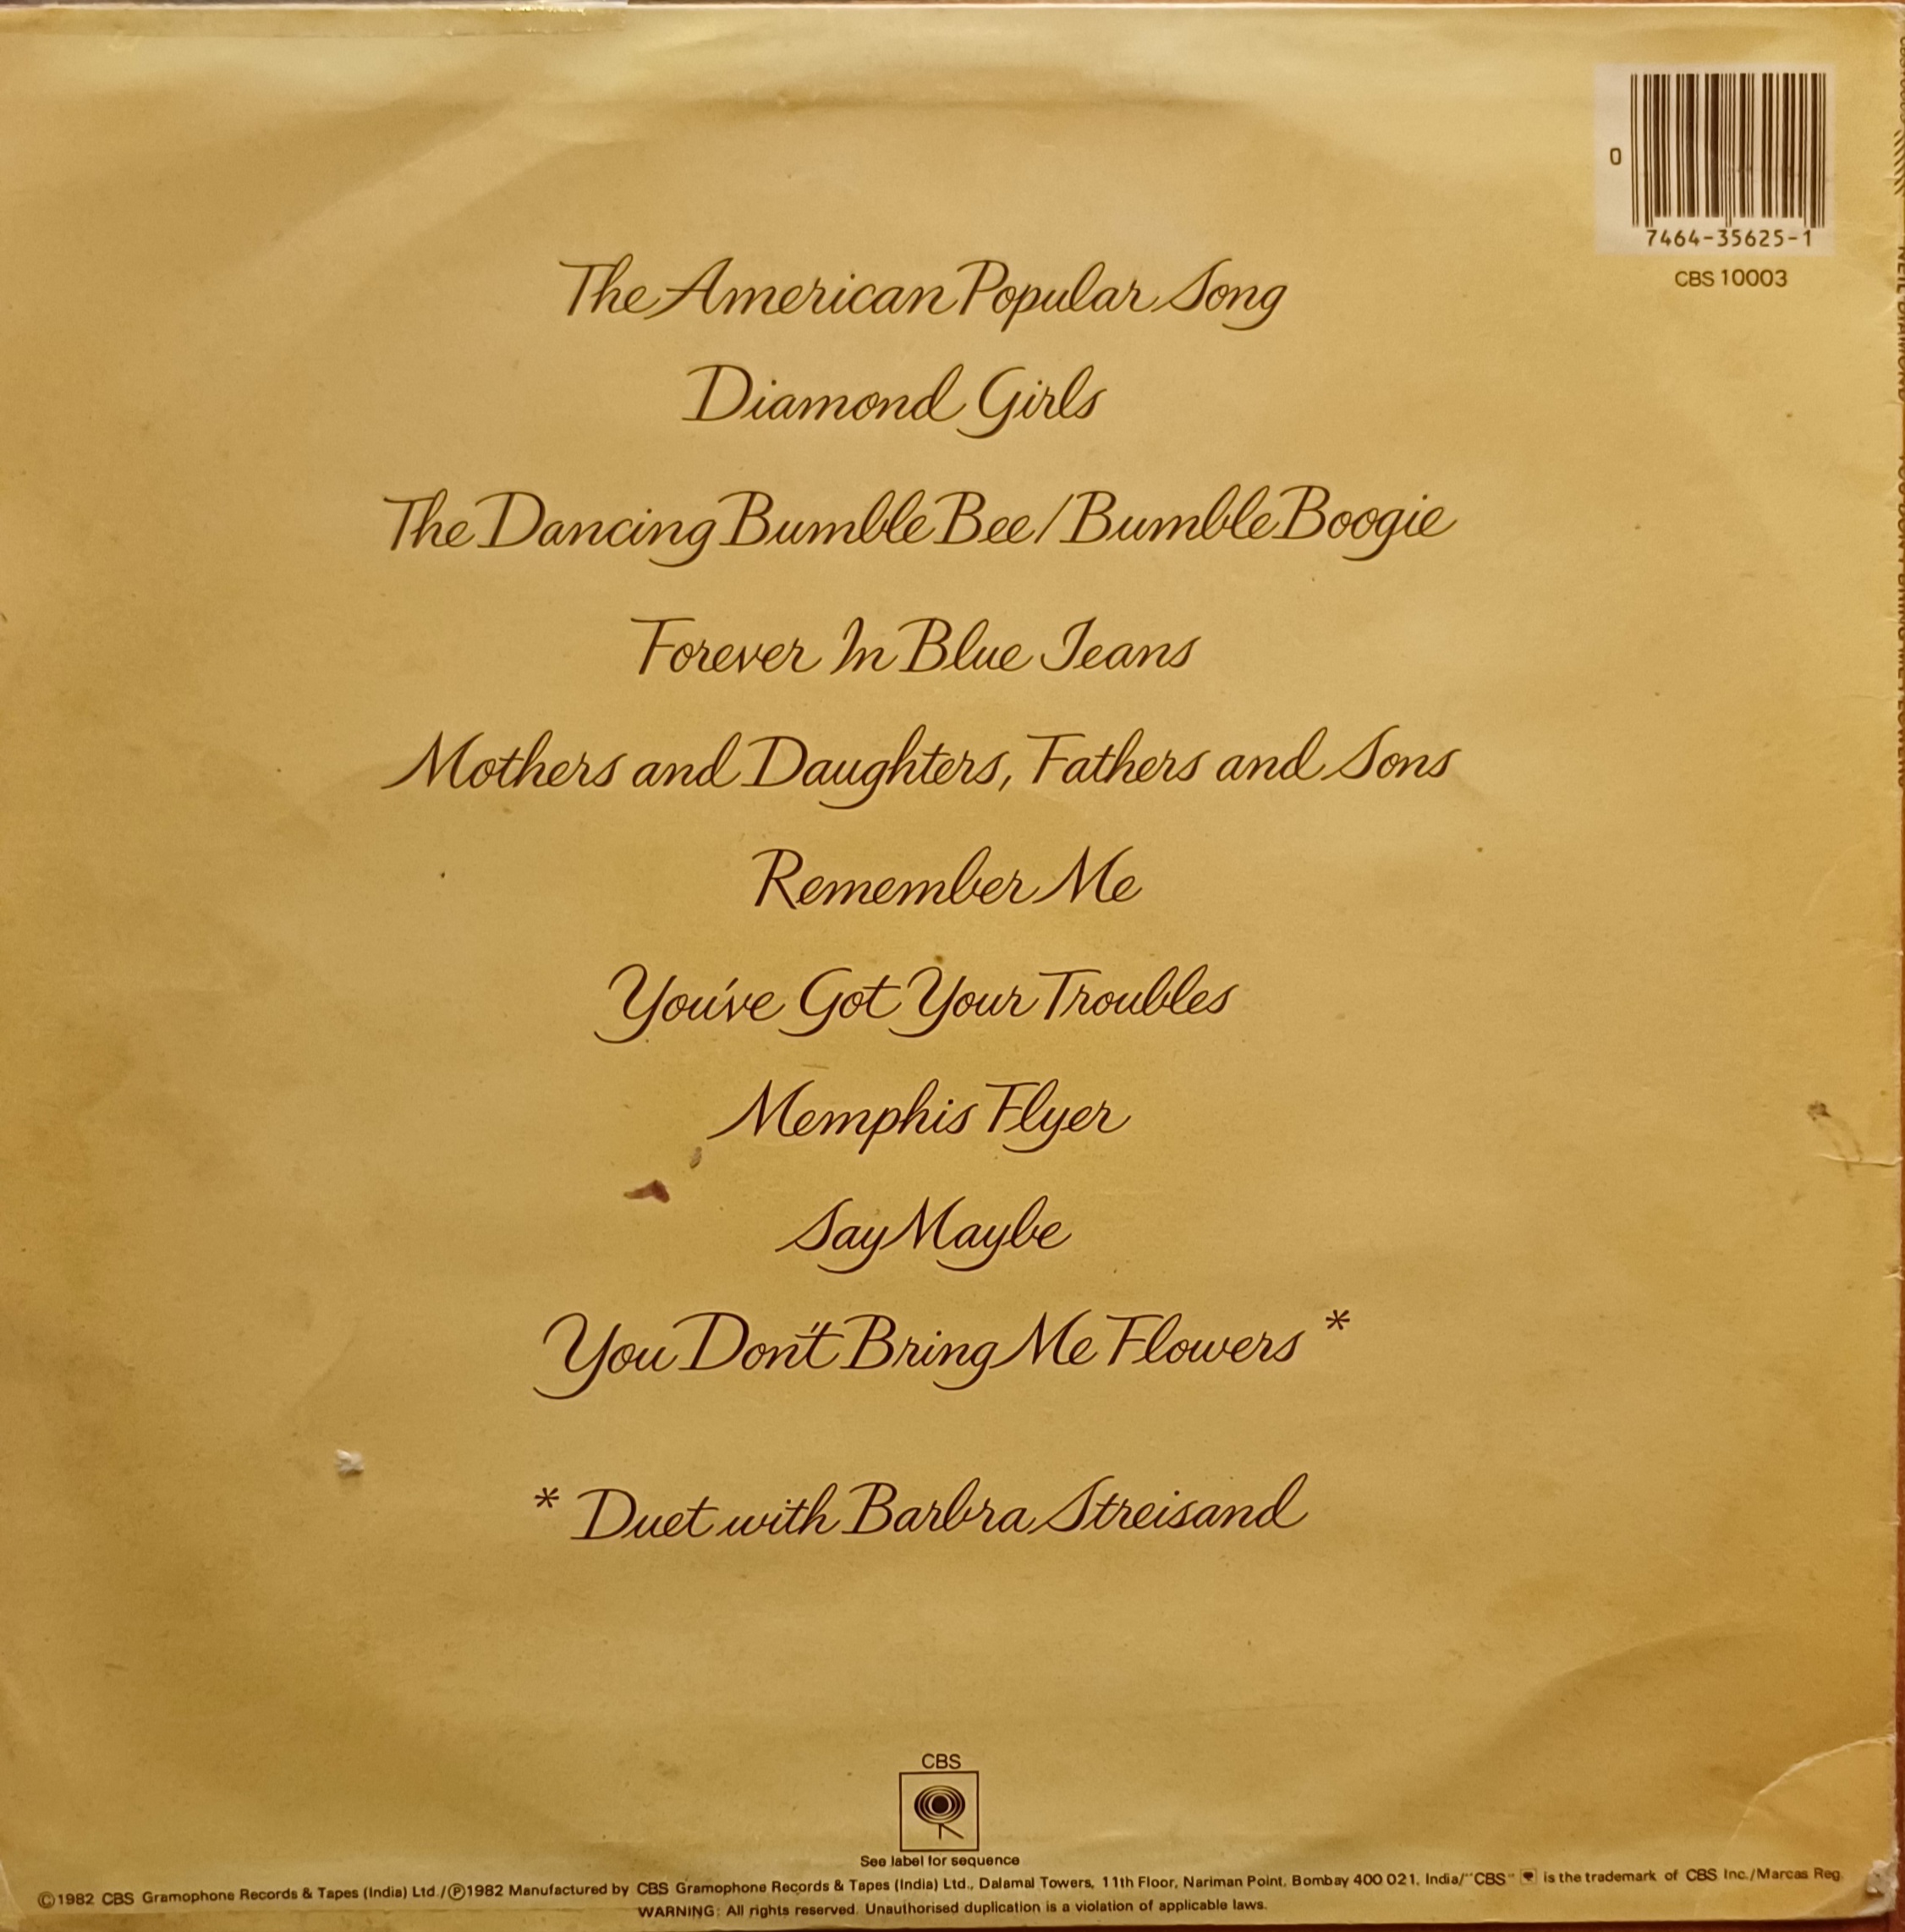 0
7464-35625-1
CBS 10003
The American Popular Song
Diamond Girls
The Dancing Bumble Bee/Bumble Boogie
Forever In Blue Jeans
Mothers and Daughters, Fathers and Sons
Remember Me
You've Got Your Troubles
Memphis Flyer
Say Maybe
You Don't Bring Me Flowers *
* Duet with Barbra Streisand
CBS
See label for sequence
©1982 CBS Gramophone Records & Tapes (India) Ltd./℗1982 Manufactured by CBS Gramophone Records & Tapes (India) Ltd., Dalamal Towers, 11th Floor, Nariman Point, Bombay 400 021, India/"CBS" is the trademark of CBS Inc./Marcas Reg.
WARNING: All rights reserved. Unauthorised duplication is a violation of applicable laws.